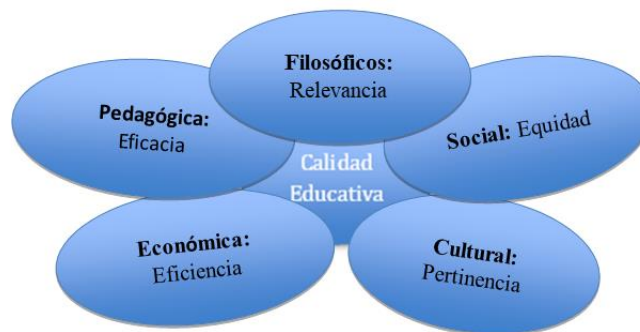 Filosóficos:
Relevancia
Pedagógica:
Eficacia
Social: Equidad
Calidad
Educativa
Económica:
Eficiencia
Cultural:
Pertinencia